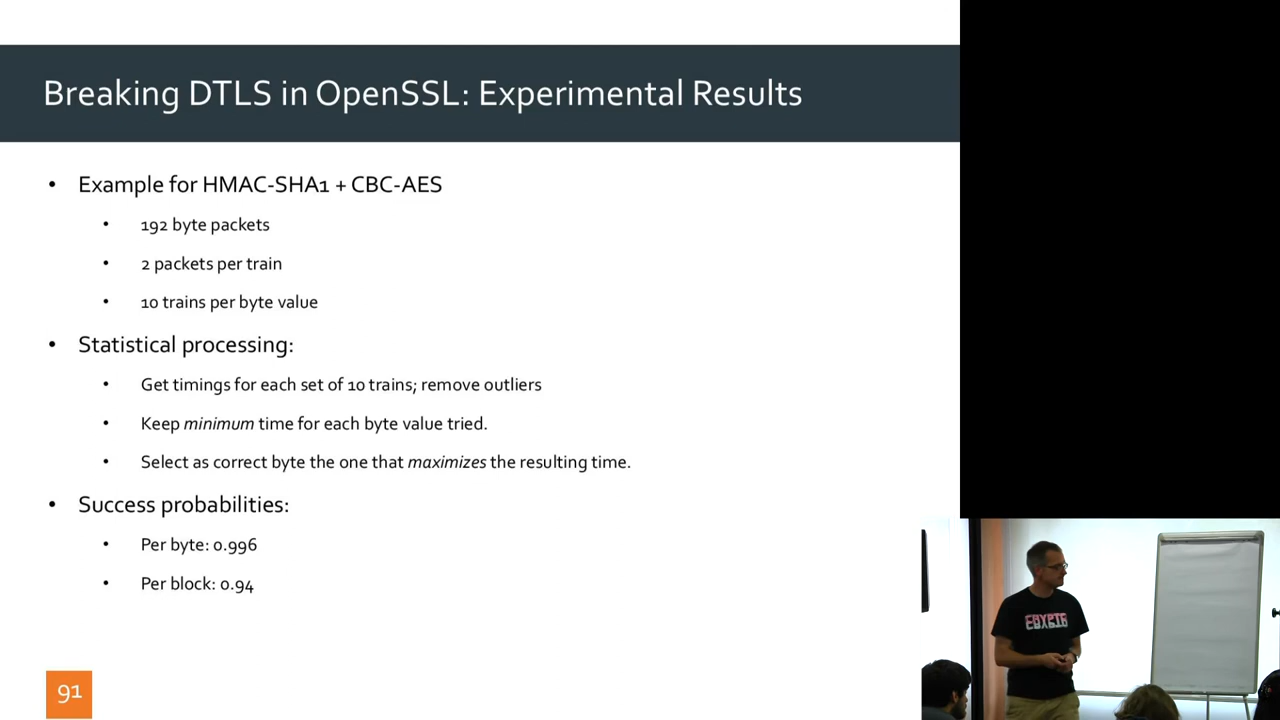 Breaking DTLS in OpenSSL: Experimental Results
• Example for HMAC-SHA1 + CBC-AES
• 192 byte packets
• 2 packets per train
• 10 trains per byte value
• Statistical processing:
• Get timings for each set of 10 trains; remove outliers
• Keep minimum time for each byte value tried.
• Select as correct byte the one that maximizes the resulting time.
• Success probabilities:
• Per byte: 0.996
• Per block: 0.94
91
CRYPTO